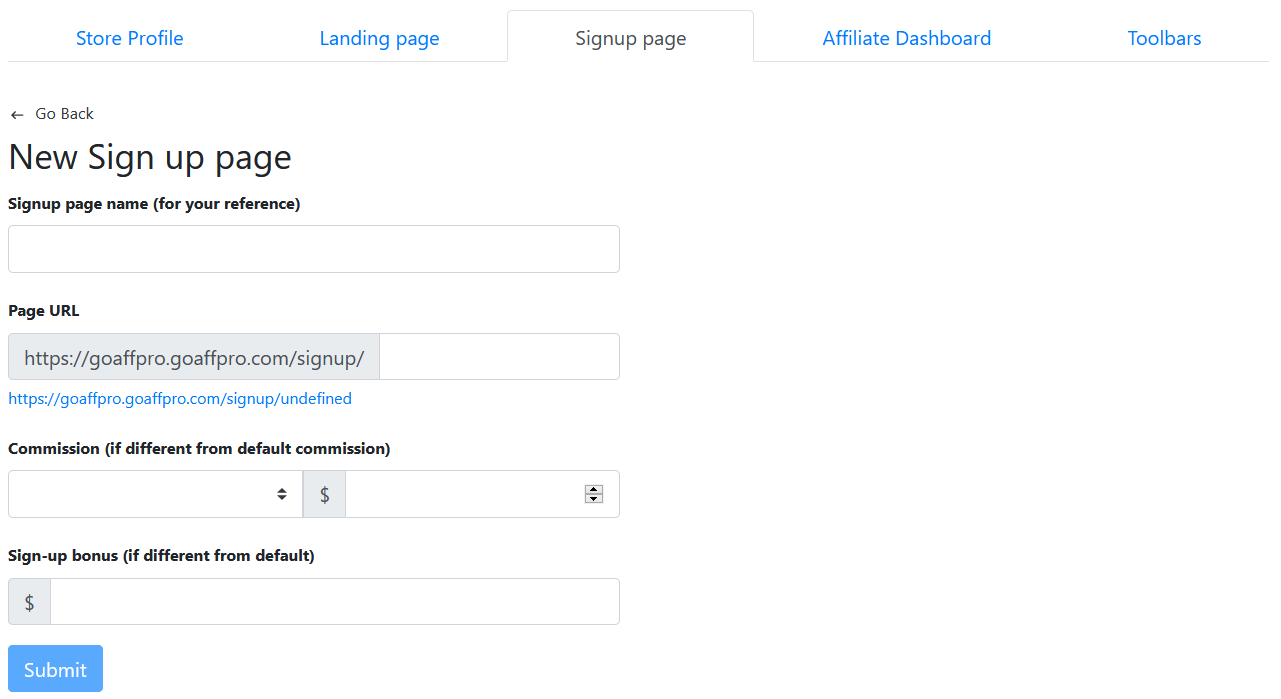 Store Profile Landing page Signup page Affiliate Dashboard Toolbars
← Go Back
New Sign up page
Signup page name (for your reference)
Page URL
https://goaffpro.goaffpro.com/signup/
https://goaffpro.goaffpro.com/signup/undefined
Commission (if different from default commission)
$
Sign-up bonus (if different from default)
$
Submit